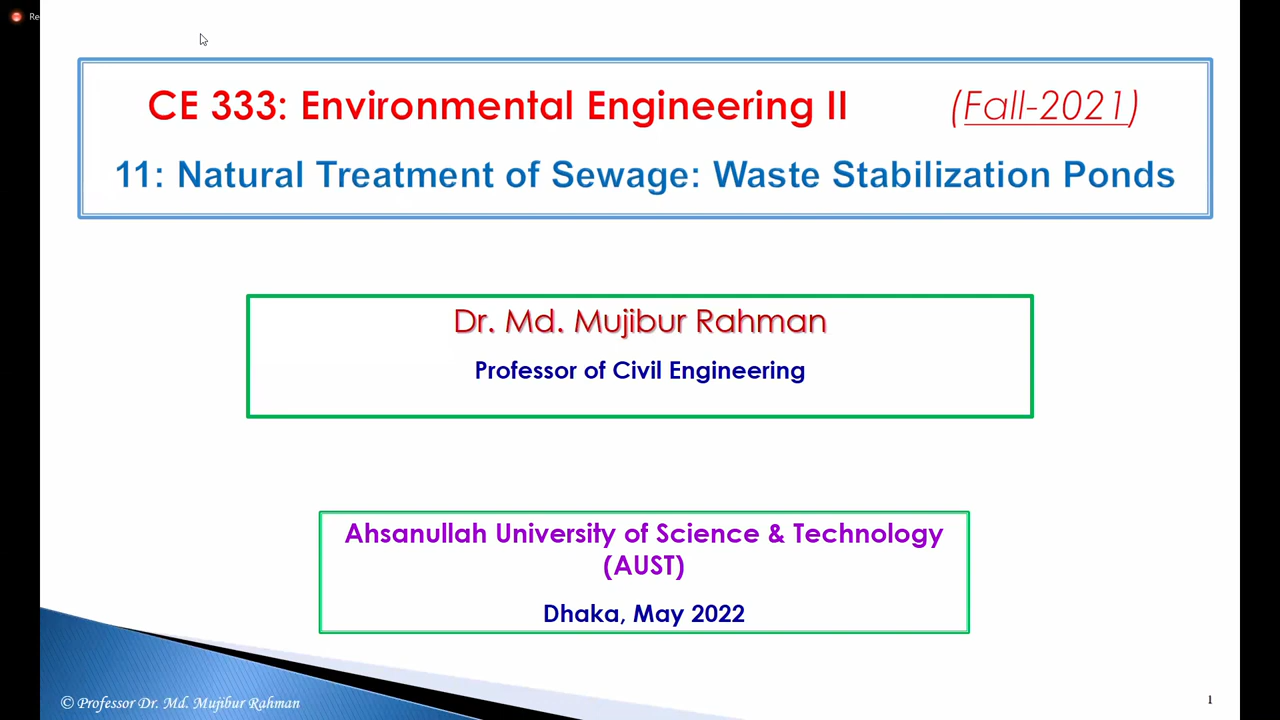 Re
CE 333: Environmental Engineering II (Fall-2021)
11: Natural Treatment of Sewage: Waste Stabilization Ponds
Dr. Md. Mujibur Rahman
Professor of Civil Engineering
Ahsanullah University of Science & Technology
(AUST)
Dhaka, May 2022
© Professor Dr. Md. Mujibur Rahman
1